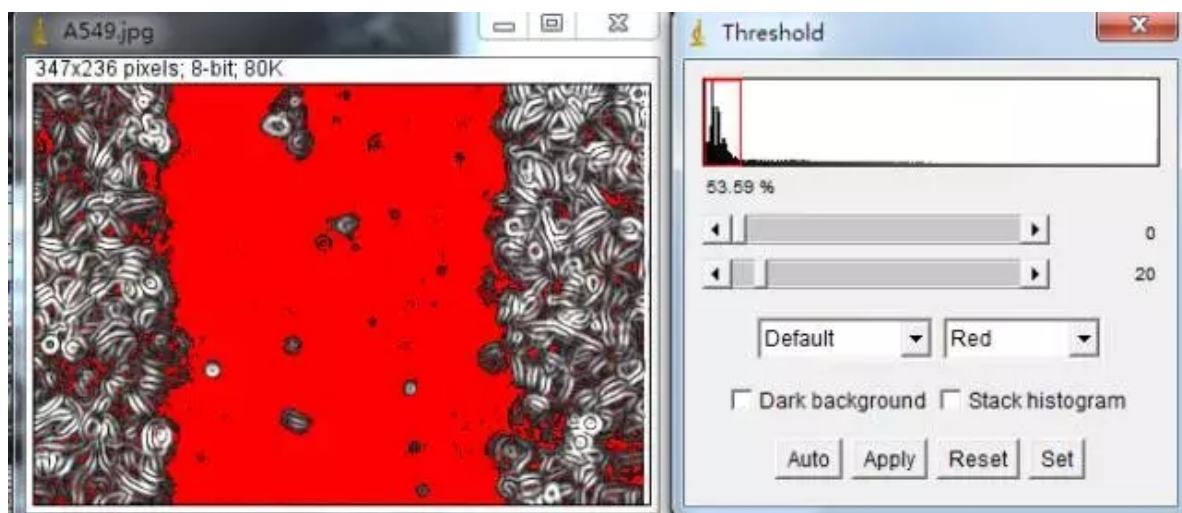 A549.jpg
347x236 pixels; 8-bit; 80K
Threshold
53.59 %
0
20
Default
Red
Dark background
Stack histogram
Auto
Apply
Reset
Set